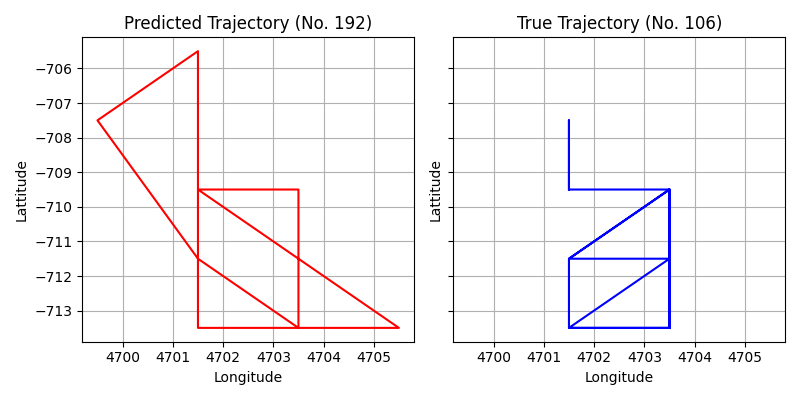 Predicted Trajectory (No. 192)
True Trajectory (No. 106)
−706
−707
−708
−709
−710
−711
−712
−713
Lattitude
Lattitude
4700 4701 4702 4703 4704 4705
4700 4701 4702 4703 4704 4705
Longitude
Longitude